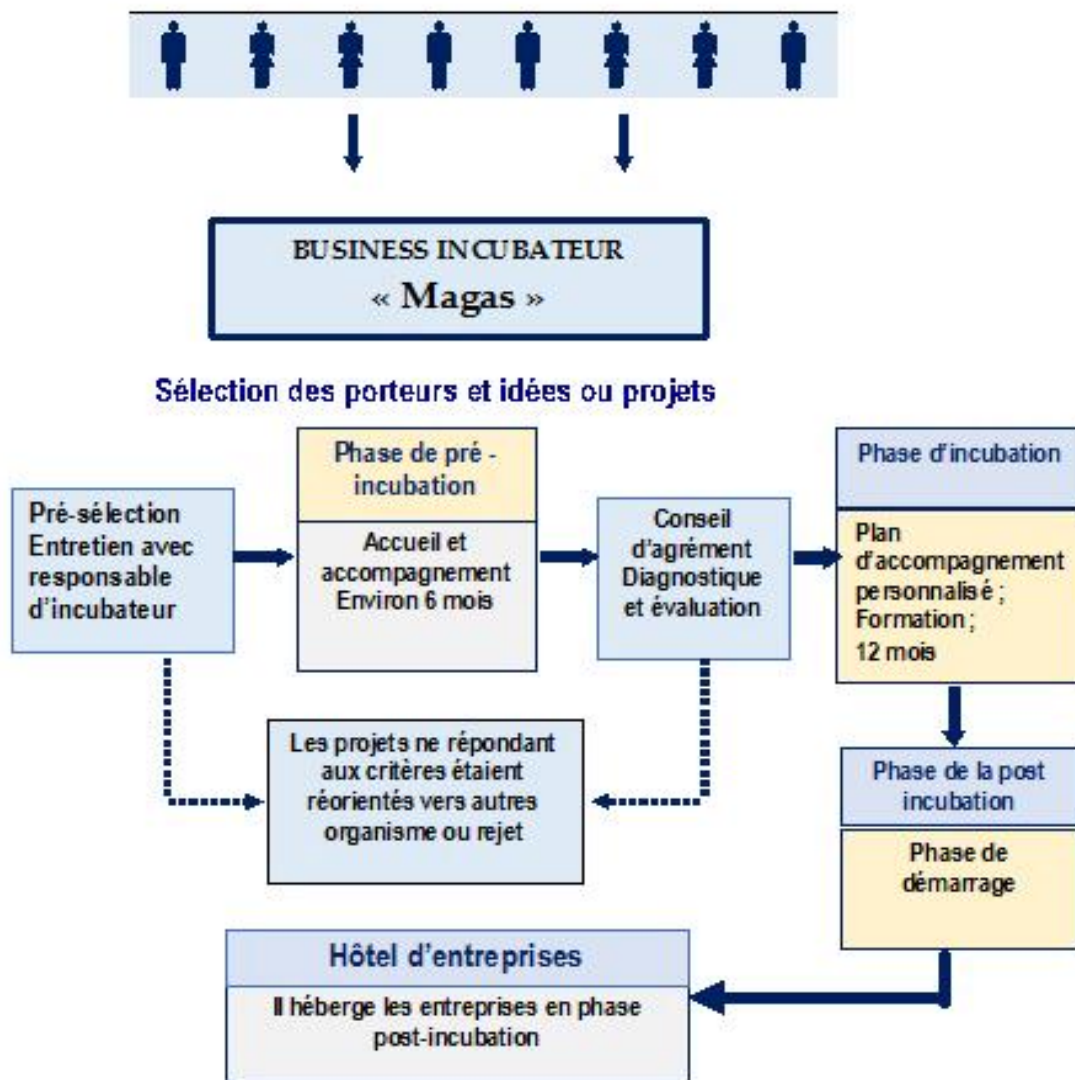 BUSINESS INCUBATEUR
« Magas »
Sélection des porteurs et idées ou projets
Pré-sélection
Entretien avec
responsable
d'incubateur
Phase de pré -
incubation
Accueil et
accompagnement
Environ 6 mois
Conseil
d'agrément
Diagnostique
et évaluation
Phase d'incubation
Plan
d'accompagnement
personnalisé ;
Formation ;
12 mois
Les projets ne répondant
aux critères étaient
réorientés vers autres
organisme ou rejet
Phase de la post
incubation
Phase de
démarrage
Hôtel d'entreprises
Il héberge les entreprises en phase
post-incubation